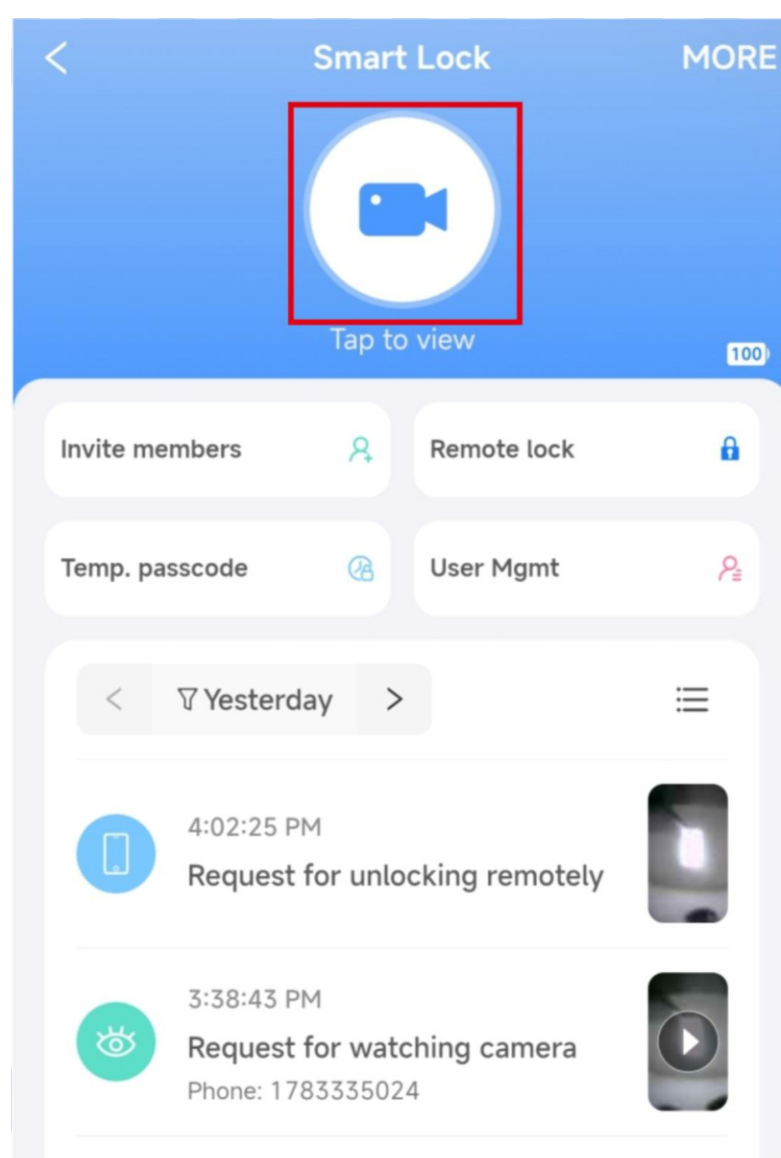 Smart Lock
MORE
Tap to view
100
Invite members
Remote lock
Temp. passcode
User Mgmt
Yesterday
4:02:25 PM
Request for unlocking remotely
3:38:43 PM
Request for watching camera
Phone: 1783335024